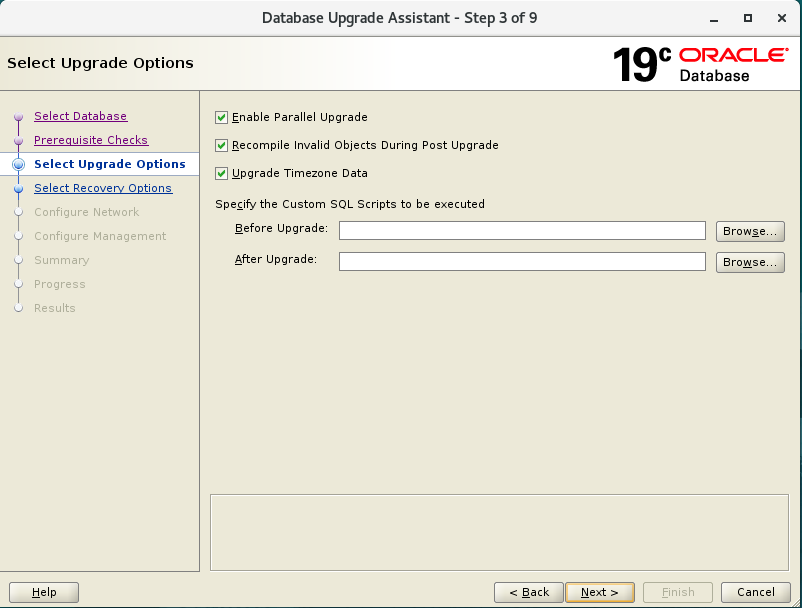 Database Upgrade Assistant - Step 3 of 9
Select Upgrade Options
19c ORACLE
Database
Select Database
Prerequisite Checks
Select Upgrade Options
Select Recovery Options
Configure Network
Configure Management
Summary
Progress
Results
Enable Parallel Upgrade
Recompile Invalid Objects During Post Upgrade
Upgrade Timezone Data
Specify the Custom SQL Scripts to be executed
Before Upgrade: Browse...
After Upgrade: Browse...
Help < Back Next > Finish Cancel